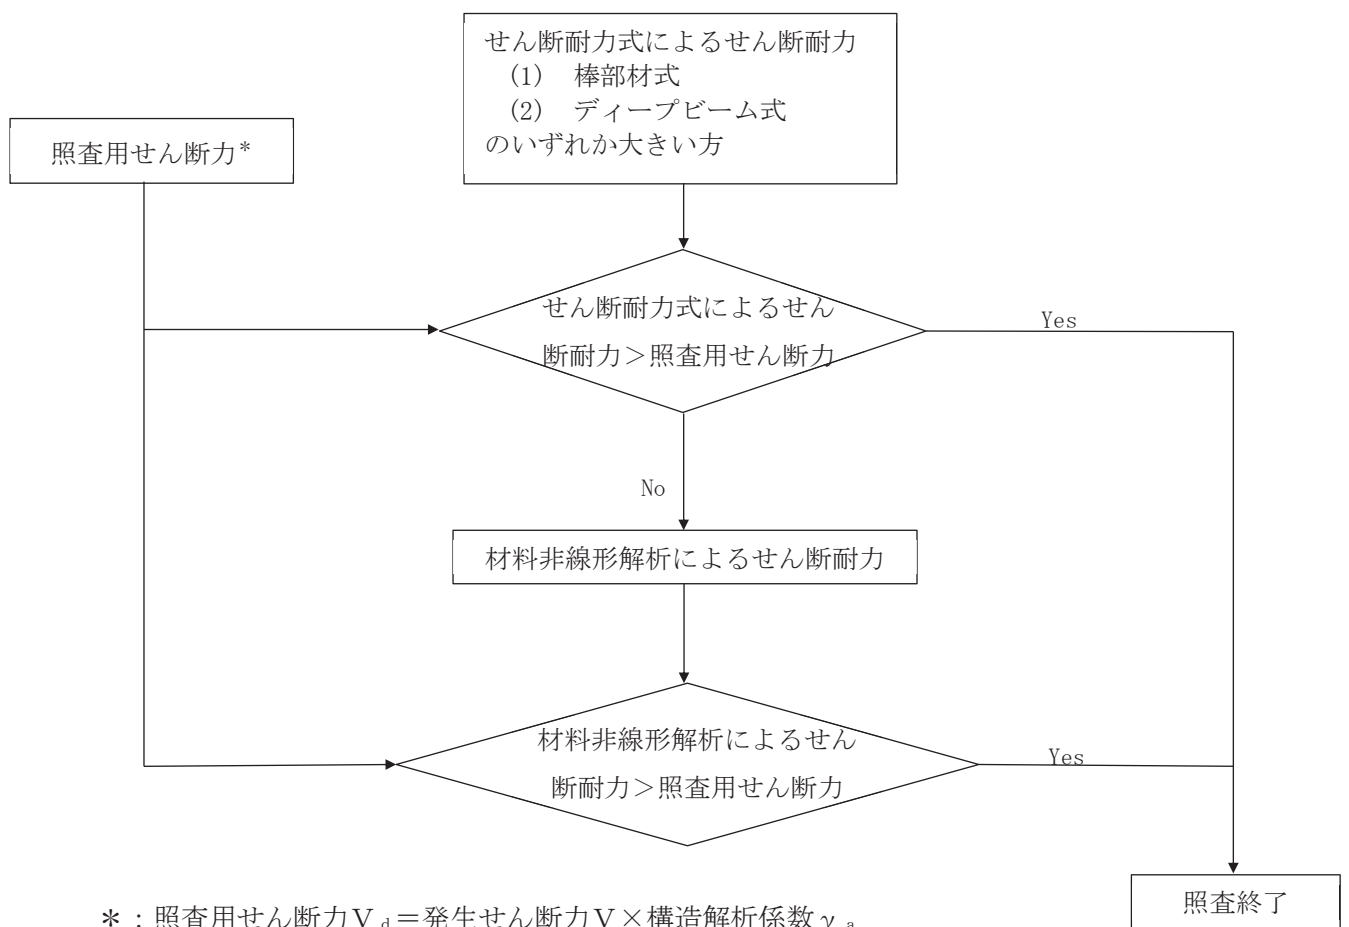 せん断耐力式によるせん断耐力
(1) 棒部材式
(2) ディープビーム式
のいずれか大きい方
照査用せん断力*
せん断耐力式によるせん
断耐力>照査用せん断力
Yes
No
材料非線形解析によるせん断耐力
材料非線形解析によるせん
断耐力>照査用せん断力
Yes
照査終了
*:照査用せん断力Vd=発生せん断力V×構造解析係数γa